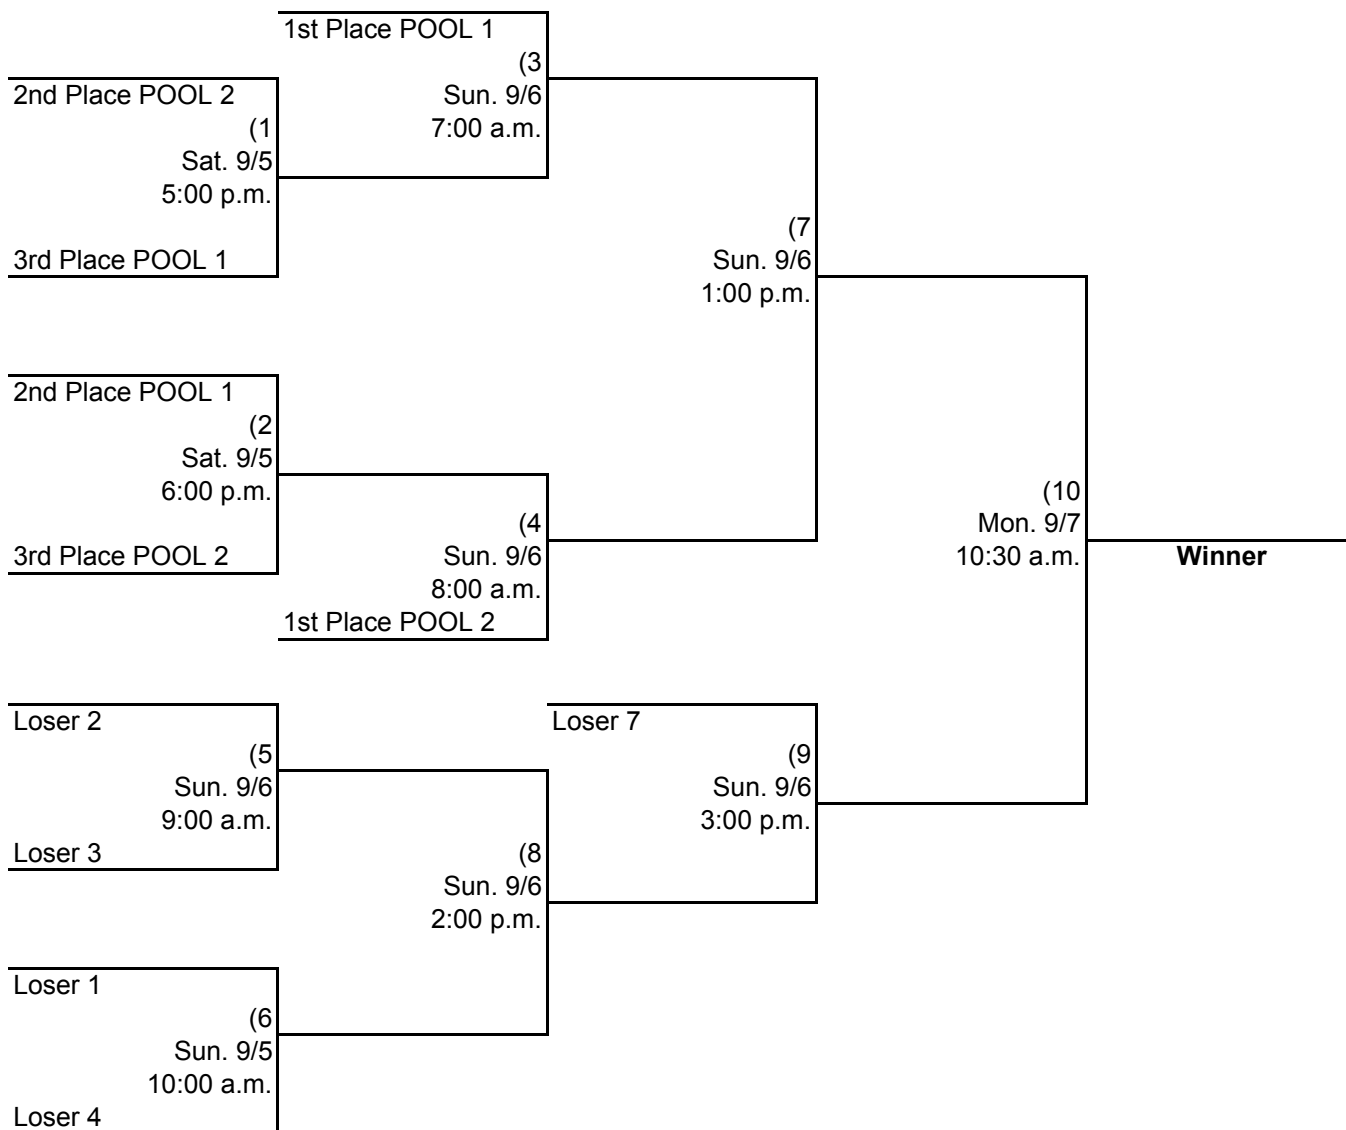 1st Place POOL 1
(3
Sun. 9/6
7:00 a.m.
2nd Place POOL 2
(1
Sat. 9/5
5:00 p.m.
3rd Place POOL 1
(7
Sun. 9/6
1:00 p.m.
2nd Place POOL 1
(2
Sat. 9/5
6:00 p.m.
3rd Place POOL 2
(4
Sun. 9/6
8:00 a.m.
1st Place POOL 2
(10
Mon. 9/7
10:30 a.m.
Winner
Loser 2
(5
Sun. 9/6
9:00 a.m.
Loser 3
Loser 7
(9
Sun. 9/6
3:00 p.m.
(8
Sun. 9/6
2:00 p.m.
Loser 1
(6
Sun. 9/5
10:00 a.m.
Loser 4